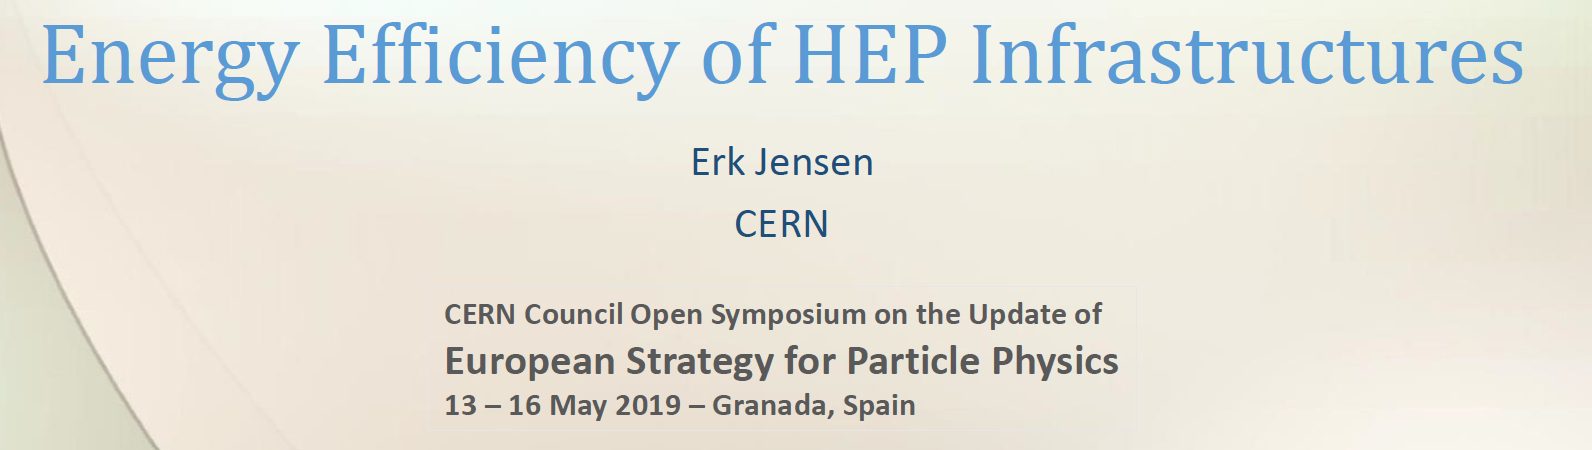 Energy Efficiency of HEP Infrastructures
Erk Jensen
CERN
CERN Council Open Symposium on the Update of
European Strategy for Particle Physics
13 – 16 May 2019 – Granada, Spain